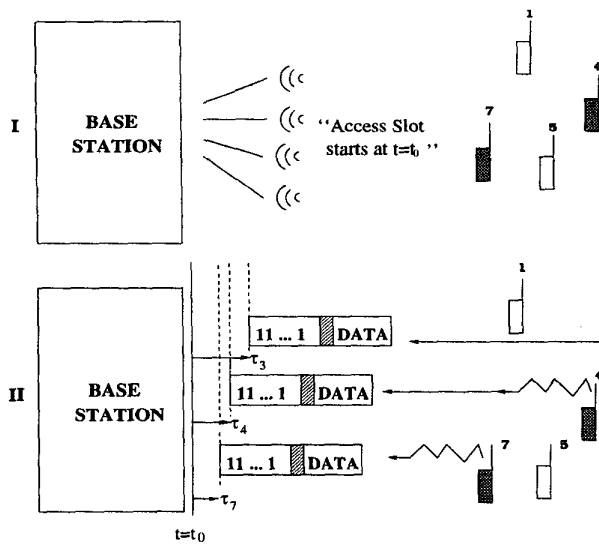 1
4
7
5
I
BASE
STATION
“Access Slot
starts at t=t₀ ”
1
11 ... 1 DATA
τ₃
4
II
BASE
STATION
11 ... 1 DATA
τ₄
7
5
11 ... 1 DATA
τ₇
t=t₀